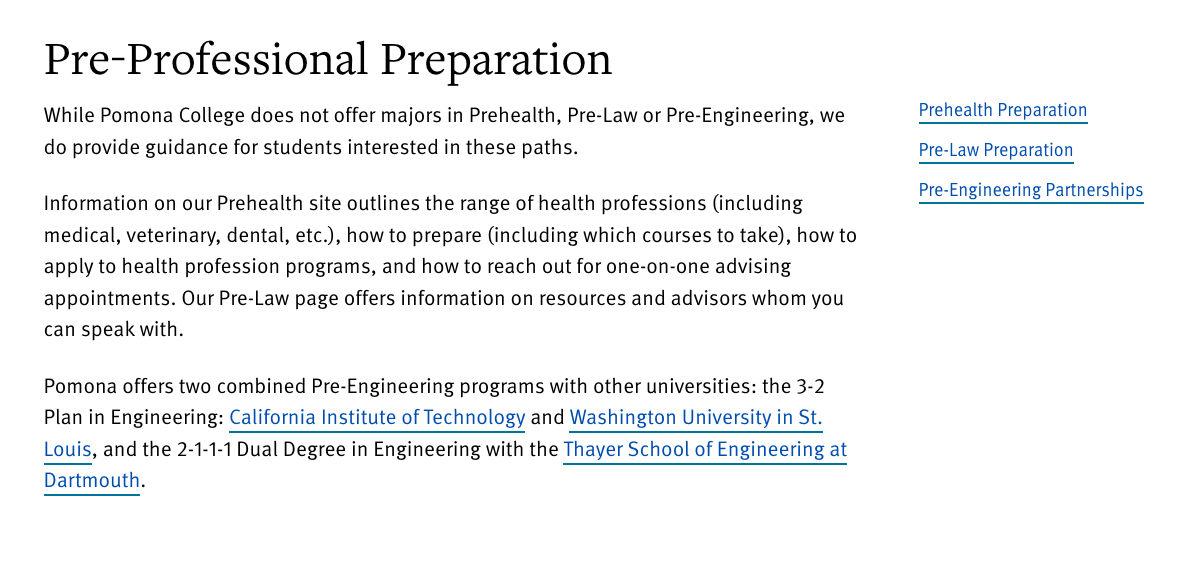 Pre-Professional Preparation
While Pomona College does not offer majors in Prehealth, Pre-Law or Pre-Engineering, we
do provide guidance for students interested in these paths.
Information on our Prehealth site outlines the range of health professions (including
medical, veterinary, dental, etc.), how to prepare (including which courses to take), how to
apply to health profession programs, and how to reach out for one-on-one advising
appointments. Our Pre-Law page offers information on resources and advisors whom you
can speak with.
Pomona offers two combined Pre-Engineering programs with other universities: the 3-2
Plan in Engineering: California Institute of Technology and Washington University in St.
Louis, and the 2-1-1-1 Dual Degree in Engineering with the Thayer School of Engineering at
Dartmouth.
Prehealth Preparation
Pre-Law Preparation
Pre-Engineering Partnerships